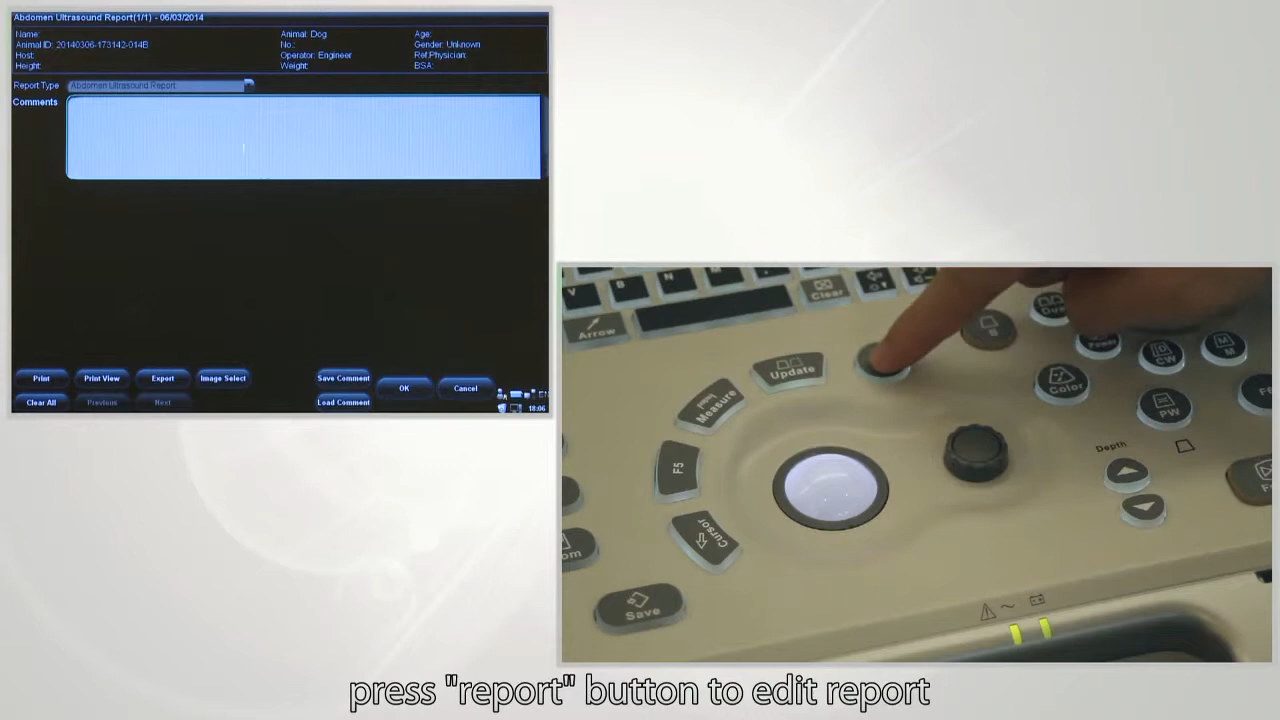 Abdomen Ultrasound Report(1/1) - 06/03/2014
Name:
Animal: Dog
Age:
Animal ID: 20140306-173142-014B
No.:
Gender: Unknown
Host:
Operator: Engineer
Ref.Physician:
Height:
Weight:
BSA:
Report Type
Abdomen Ultrasound Report
Comments
Print
Print View
Export
Image Select
Save Comment
OK
Cancel
Clear All
Previous
Next
Load Comment
18:06
V
B
N
M
Clear
Arrow
Update
Measure
F5
Cursor
Save
B
Power
CW
M
M
Color
PW
Depth
press "report" button to edit report